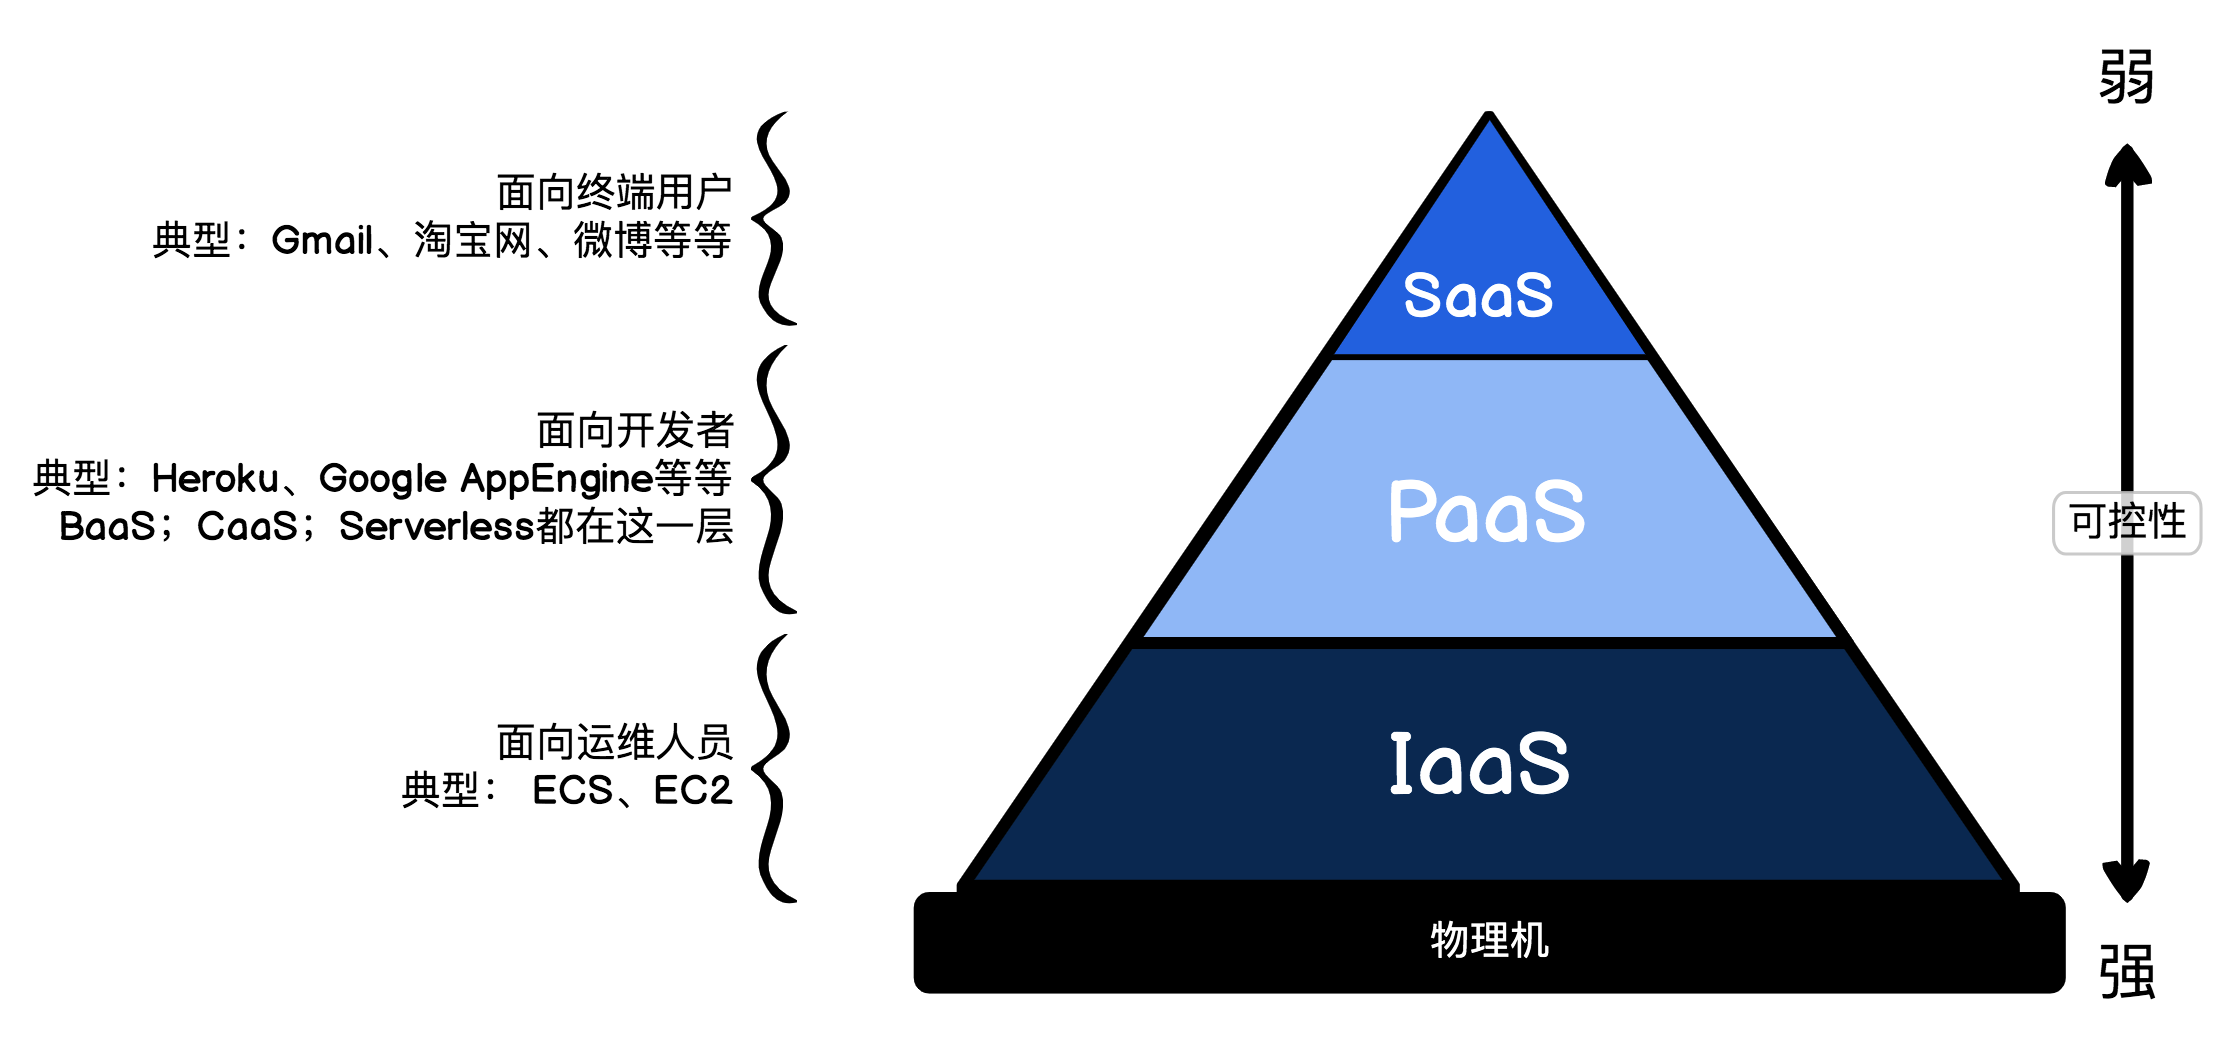 弱
面向终端用户
典型：Gmail、淘宝网、微博等等
SaaS
面向开发者
典型：Heroku、Google AppEngine等等
BaaS；CaaS；Serverless都在这一层
PaaS
可控性
面向运维人员
典型： ECS、EC2
IaaS
物理机
强